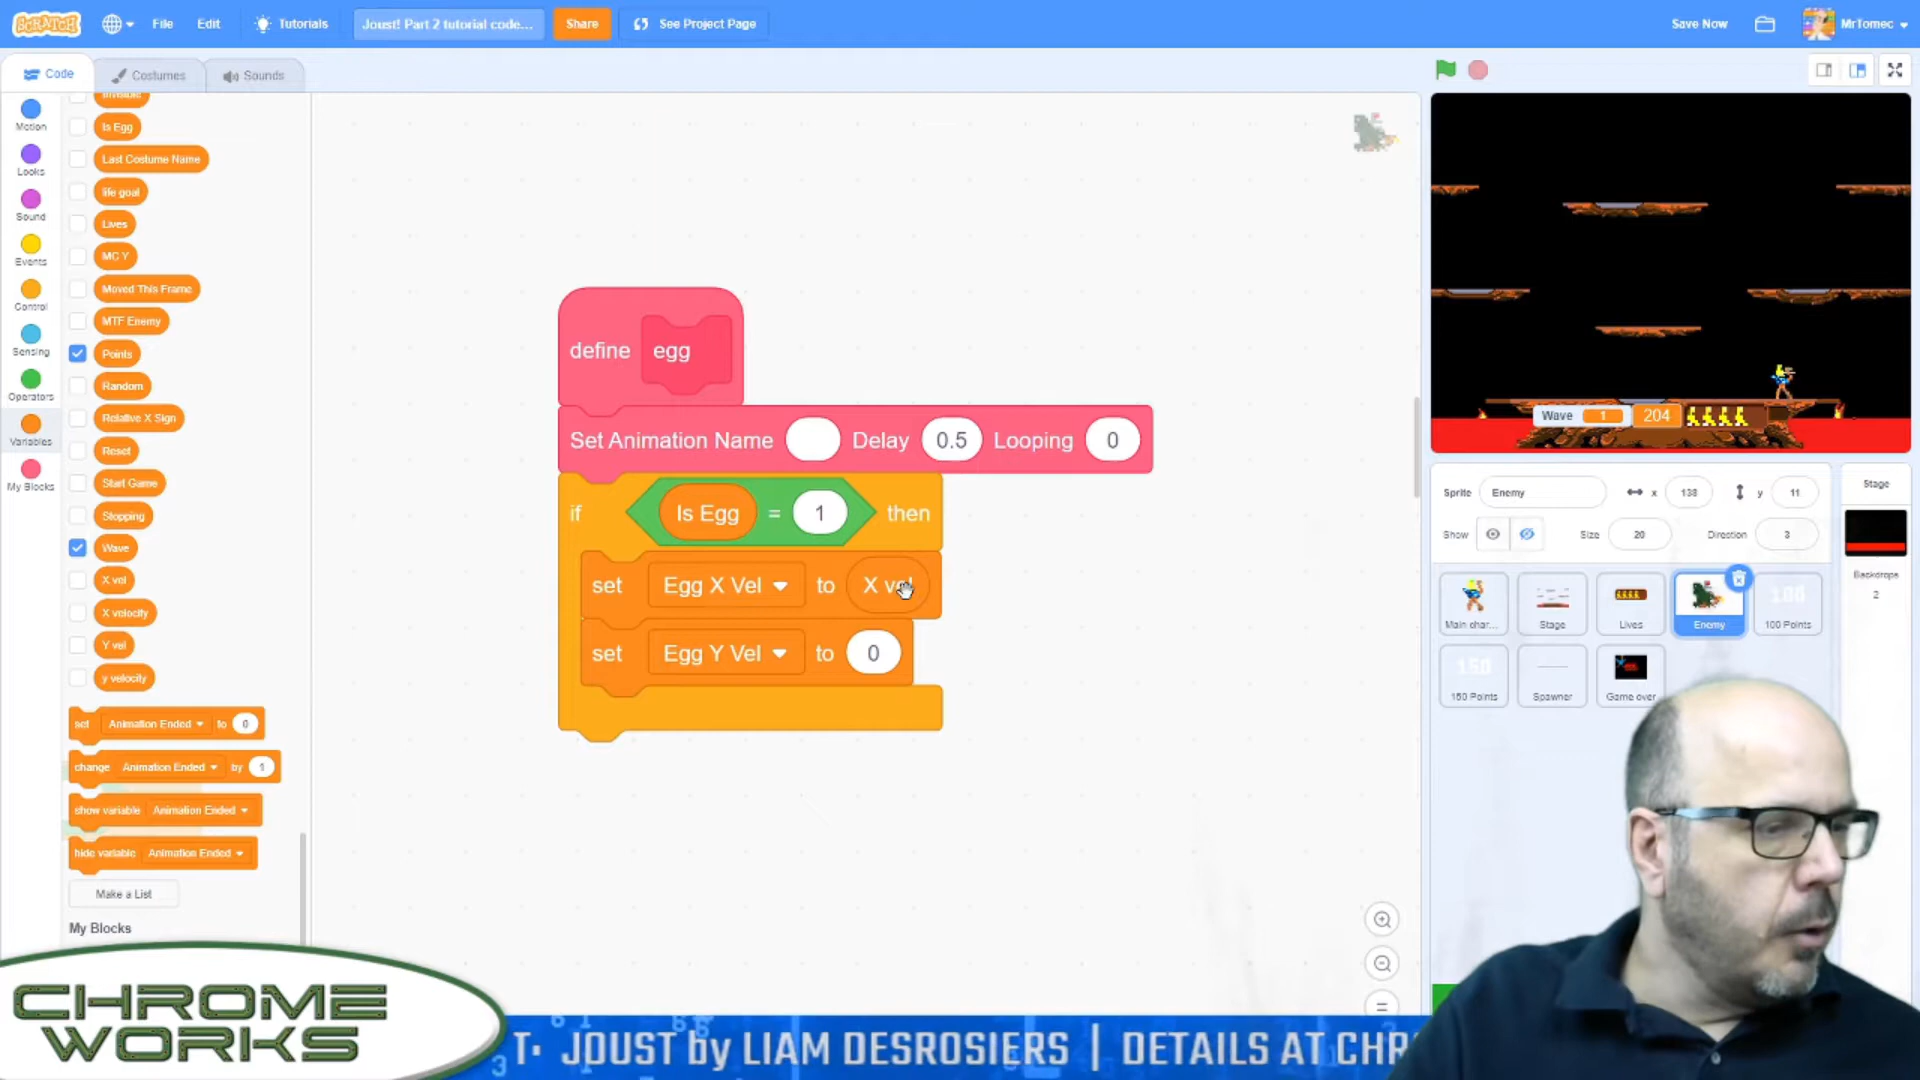 SCRATCH
File
Edit
Tutorials
Joust! Part 2 tutorial code...
Share
See Project Page
Save Now
MrTomec
Code
Costumes
Sounds
Motion
Looks
Sound
Events
Control
Sensing
Operators
Variables
My Blocks
Invisible
Is Egg
Last Costume Name
life goal
Lives
MC Y
Moved This Frame
MTF Enemy
Points
Random
Relative X Sign
Reset
Start Game
Stopping
Wave
X vel
X velocity
Y vel
y velocity
set Animation Ended to 0
change Animation Ended by 1
show variable Animation Ended
hide variable Animation Ended
Make a List
My Blocks
define egg
Set Animation Name Delay 0.5 Looping 0
if Is Egg = 1 then
set Egg X Vel to X vel
set Egg Y Vel to 0
Wave 1 204
Sprite Enemy x 138 y 11
Show Size 20 Direction 3
Stage
Backdrops
2
Main char...
Stage
Lives
Enemy
100
100 Points
150
150 Points
Spawner
Game over
CHROME
WORKS
T: JOUST by LIAM DESROSIERS | DETAILS AT CHR